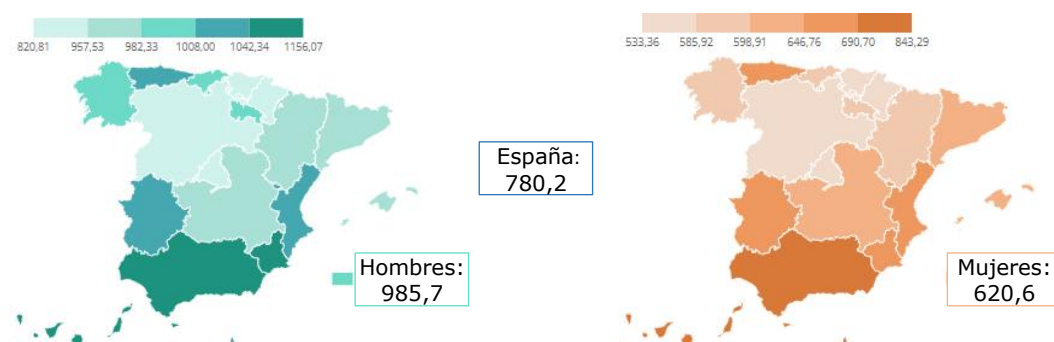 820,81 957,53 982,33 1008,00 1042,34 1156,07
533,36 585,92 598,91 646,76 690,70 843,29
España:
780,2
Hombres:
985,7
Mujeres:
620,6